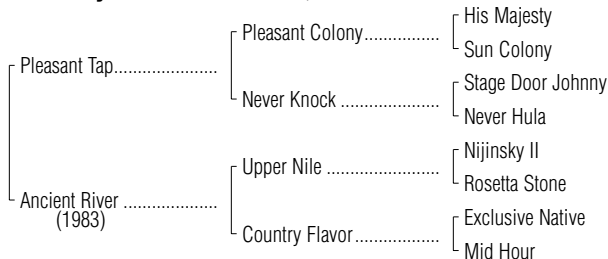 His Majesty
Pleasant Colony.................
Sun Colony
Pleasant Tap......................
Stage Door Johnny
Never Knock .....................
Never Hula
Nijinsky II
Upper Nile ........................
Rosetta Stone
Ancient River ....................
(1983)
Exclusive Native
Country Flavor..................
Mid Hour